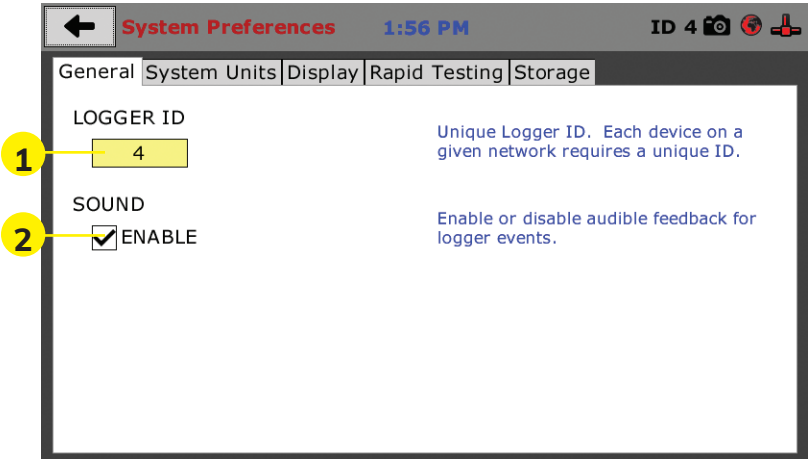 System Preferences 1:56 PM ID 4
General System Units Display Rapid Testing Storage
LOGGER ID
1 4
Unique Logger ID. Each device on a
given network requires a unique ID.
SOUND
2 ENABLE
Enable or disable audible feedback for
logger events.